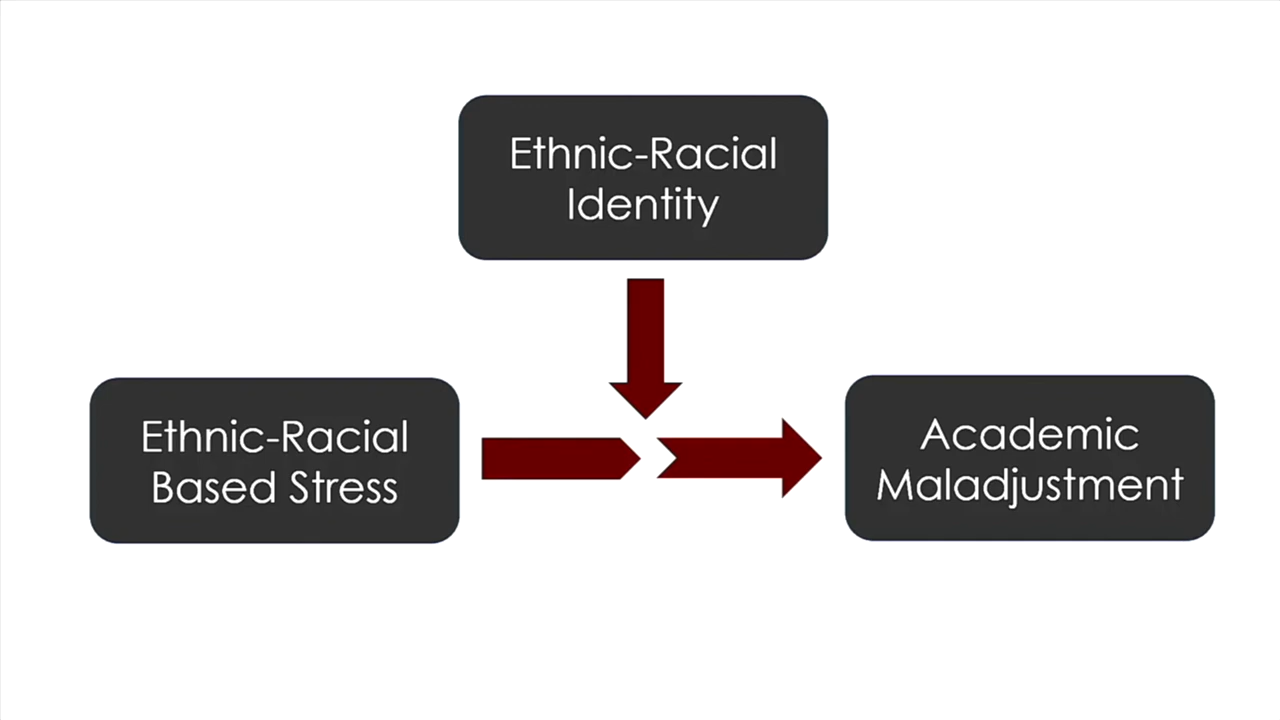 Ethnic-Racial
Identity
Ethnic-Racial
Based Stress
Academic
Maladjustment